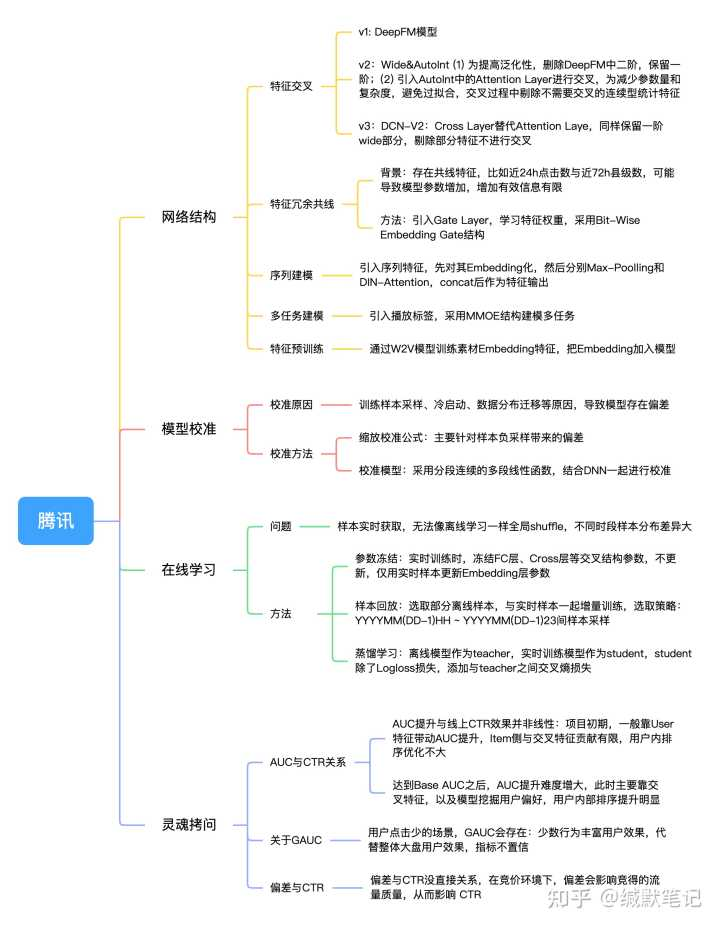 腾讯
网络结构
特征交叉
v1: DeepFM模型
v2：Wide&AutoInt (1) 为提高泛化性，删除DeepFM中二阶，保留一
阶；(2) 引入AutoInt中的Attention Layer进行交叉，为减少参数量和
复杂度，避免过拟合，交叉过程中剔除不需要交叉的连续型统计特征
v3：DCN-V2：Cross Layer替代Attention Laye，同样保留一阶
wide部分，剔除部分特征不进行交叉
特征冗余共线
背景：存在共线特征，比如近24h点击数与近72h县级数，可能
导致模型参数增加，增加有效信息有限
方法：引入Gate Layer，学习特征权重，采用Bit-Wise
Embedding Gate结构
序列建模
引入序列特征，先对其Embedding化，然后分别Max-Poolling和
DIN-Attention，concat后作为特征输出
多任务建模
引入播放标签，采用MMOE结构建模多任务
特征预训练
通过W2V模型训练素材Embedding特征，把Embedding加入模型
模型校准
校准原因
训练样本采样、冷启动、数据分布迁移等原因，导致模型存在偏差
校准方法
缩放校准公式：主要针对样本负采样带来的偏差
校准模型：采用分段连续的多段线性函数，结合DNN一起进行校准
在线学习
问题
样本实时获取，无法像离线学习一样全局shuffle，不同时段样本分布差异大
方法
参数冻结：实时训练时，冻结FC层、Cross层等交叉结构参数，不更
新，仅用实时样本更新Embedding层参数
样本回放：选取部分离线样本，与实时样本一起增量训练，选取策略：
YYYYMM(DD-1)HH ~ YYYYMM(DD-1)23间样本采样
蒸馏学习：离线模型作为teacher，实时训练模型作为student，student
除了Logloss损失，添加与teacher之间交叉熵损失
灵魂拷问
AUC与CTR关系
AUC提升与线上CTR效果并非线性：项目初期，一般靠User
特征带动AUC提升，Item侧与交叉特征贡献有限，用户内排
序优化不大
达到Base AUC之后，AUC提升难度增大，此时主要靠交
叉特征，以及模型挖掘用户偏好，用户内部排序提升明显
关于GAUC
用户点击少的场景，GAUC会存在：少数行为丰富用户效果，代
替整体大盘用户效果，指标不置信
偏差与CTR
偏差与CTR没直接关系，在竞价环境下，偏差会影响竞得的流
量质量，从而影响 CTR
知乎 @缄默笔记